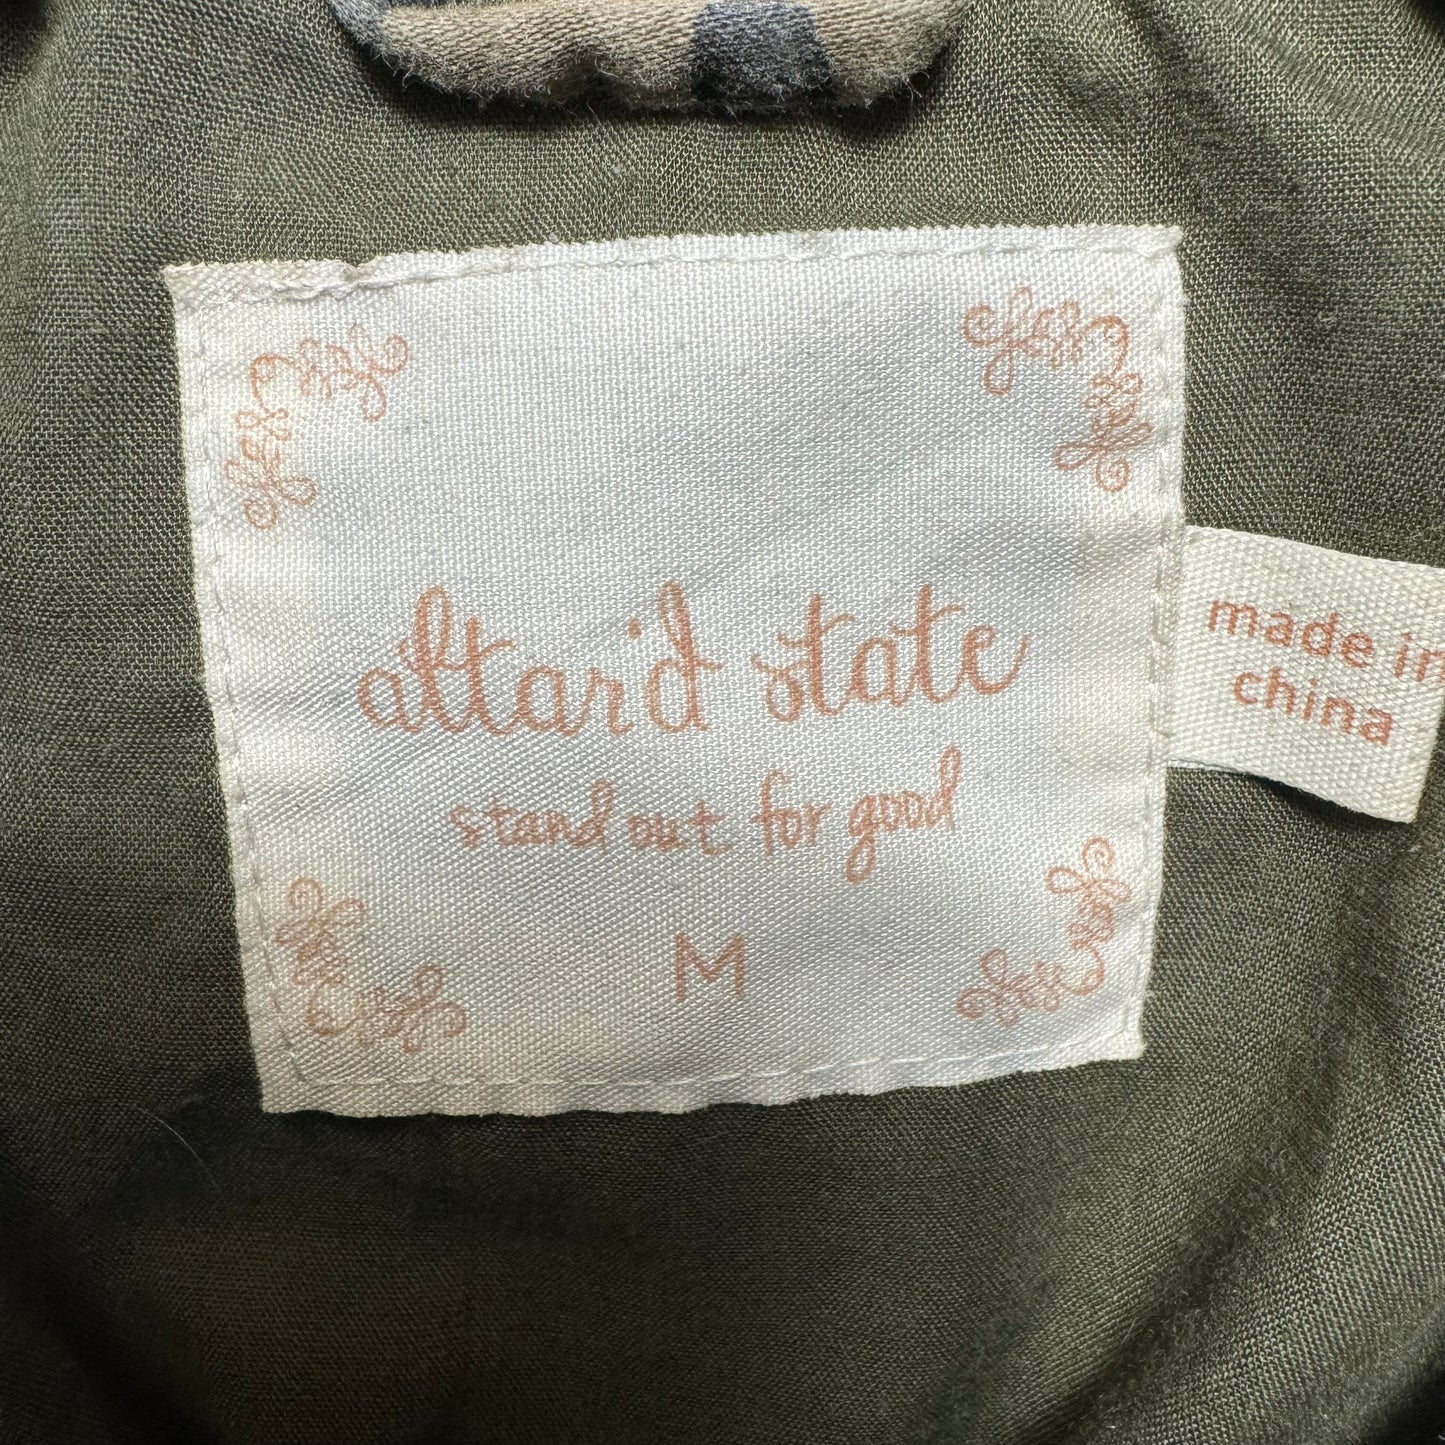 altar'd state
stand out for good
M
made in
china